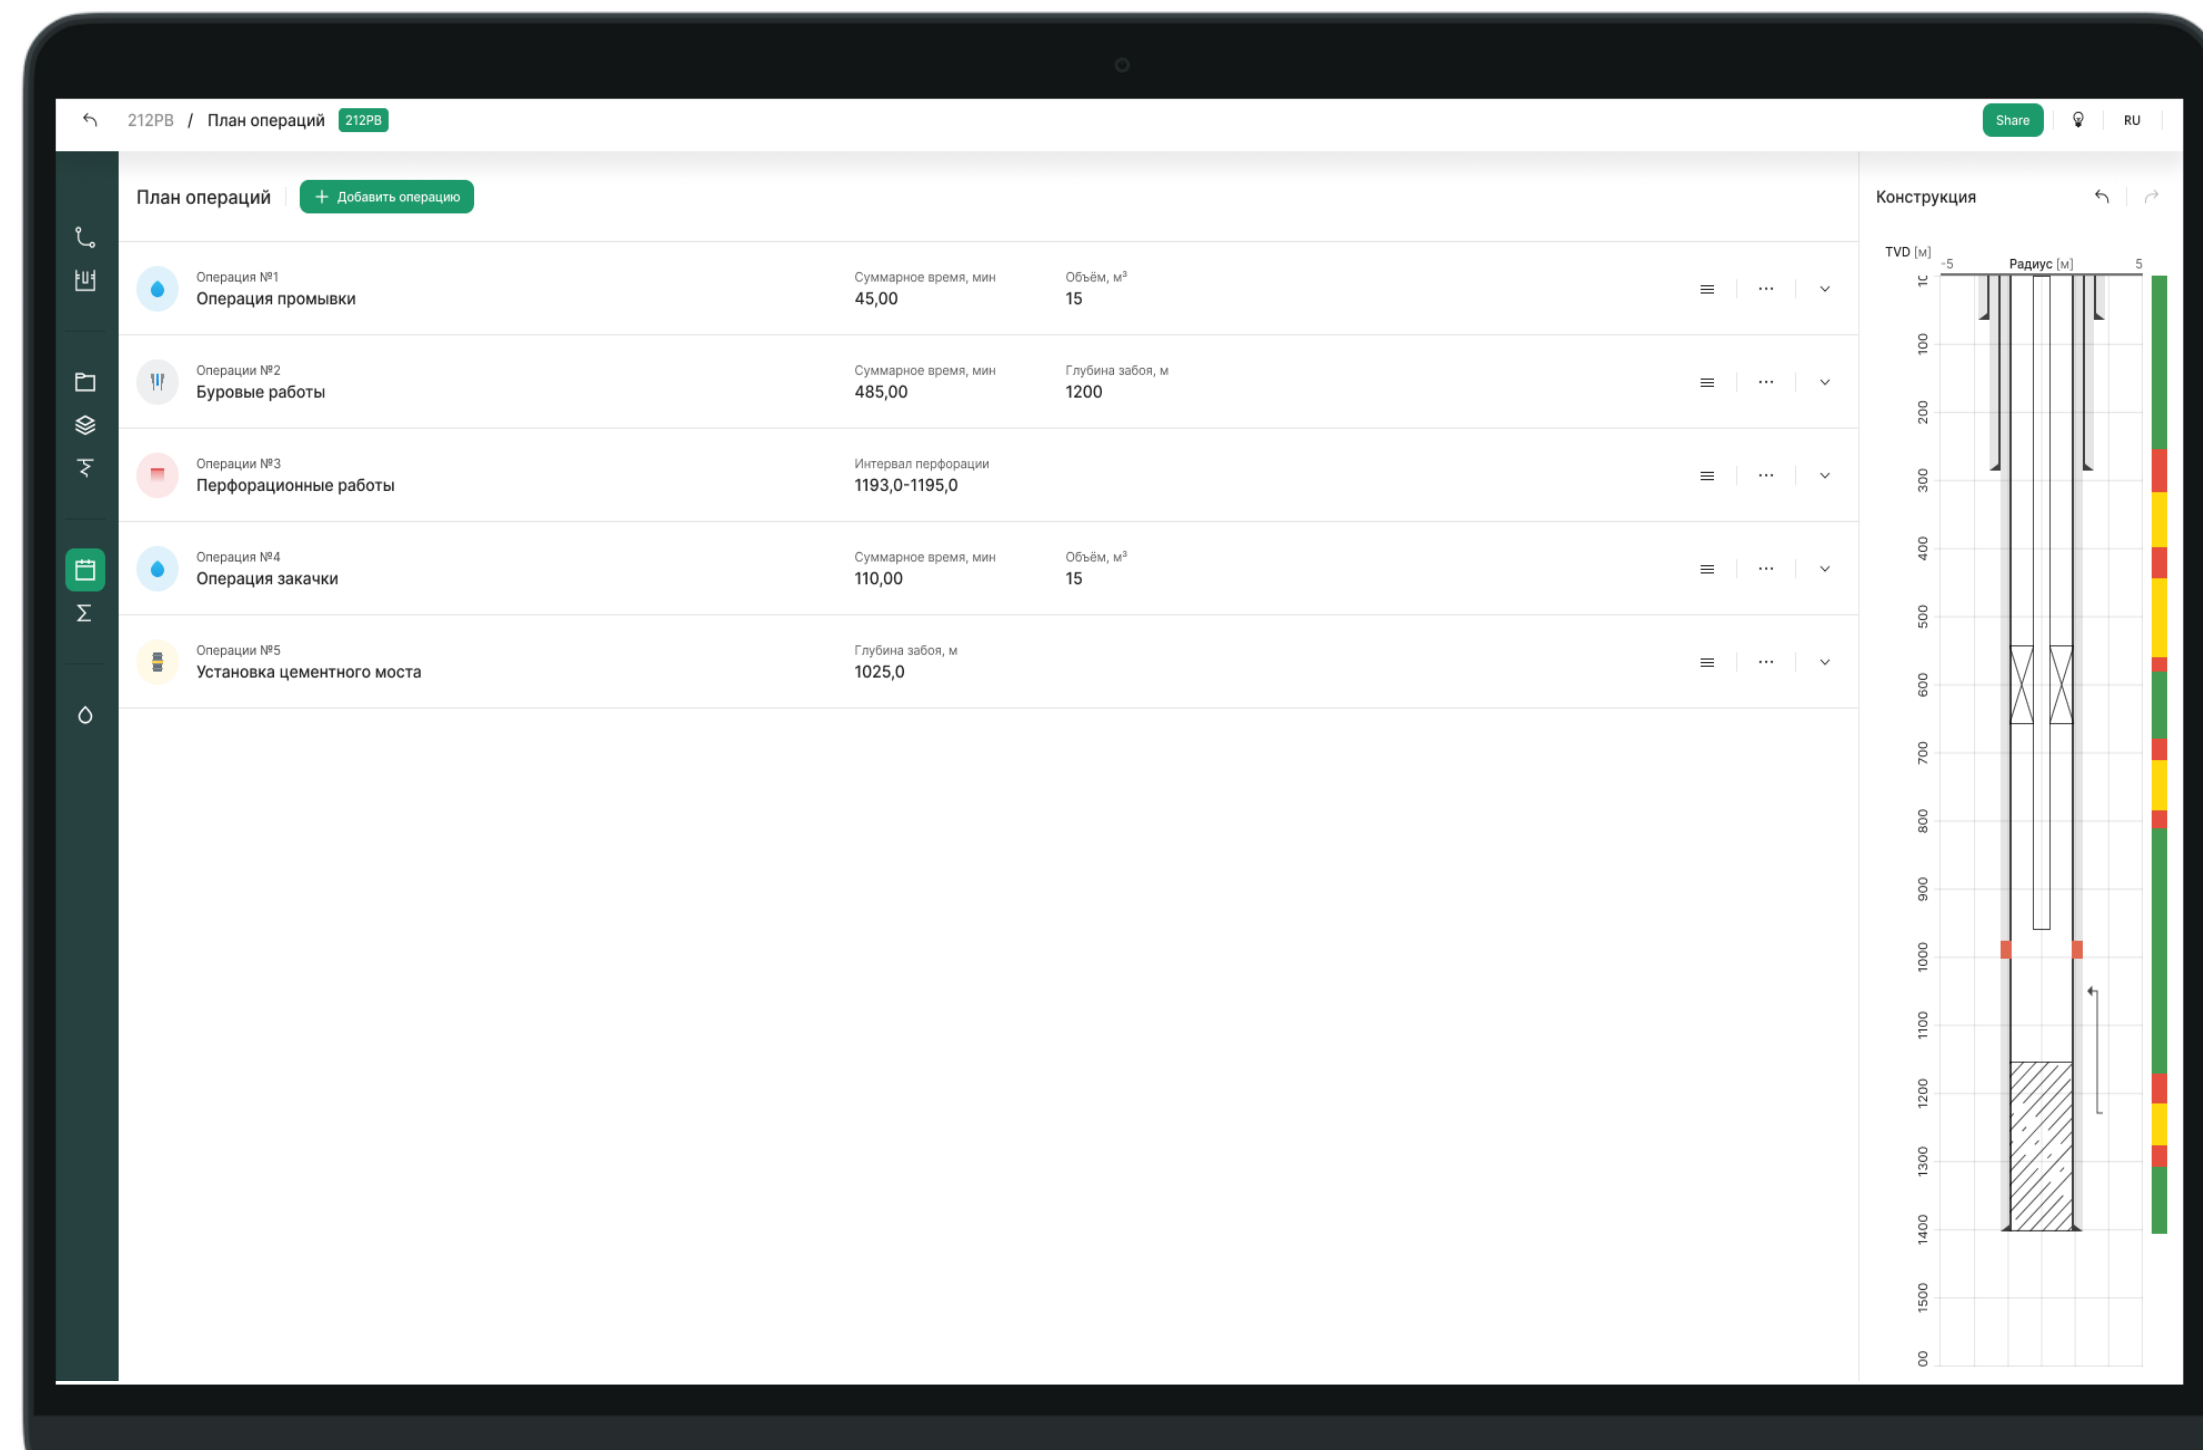 212РВ / План операций 212РВ
Share
RU
План операций
+ Добавить операцию
Операция №1
Операция промывки
Суммарное время, мин
45,00
Объём, м³
15
Операции №2
Буровые работы
Суммарное время, мин
485,00
Глубина забоя, м
1200
Операции №3
Перфорационные работы
Интервал перфорации
1193,0-1195,0
Операция №4
Операция закачки
Суммарное время, мин
110,00
Объём, м³
15
Операции №5
Установка цементного моста
Глубина забоя, м
1025,0
Конструкция
TVD [м]
-5 Радиус [м] 5
100
200
300
400
500
600
700
800
900
1000
1100
1200
1300
1400
1500
00